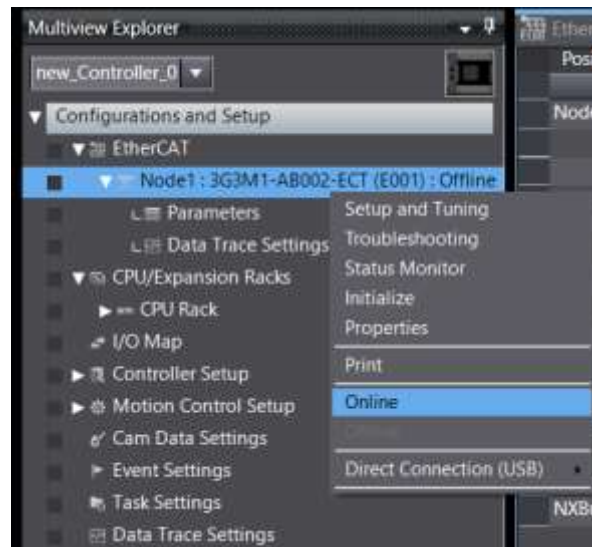 Multiview Explorer
Ether
Posi
new_Controller_0
Configurations and Setup
Node
EtherCAT
Node1 : 3G3M1-AB002-ECT (E001) : Offline
Parameters
Data Trace Settings
Setup and Tuning
Troubleshooting
Status Monitor
Initialize
Properties
Print
Online
Direct Connection (USB)
CPU/Expansion Racks
CPU Rack
I/O Map
Controller Setup
Motion Control Setup
Cam Data Settings
Event Settings
Task Settings
Data Trace Settings